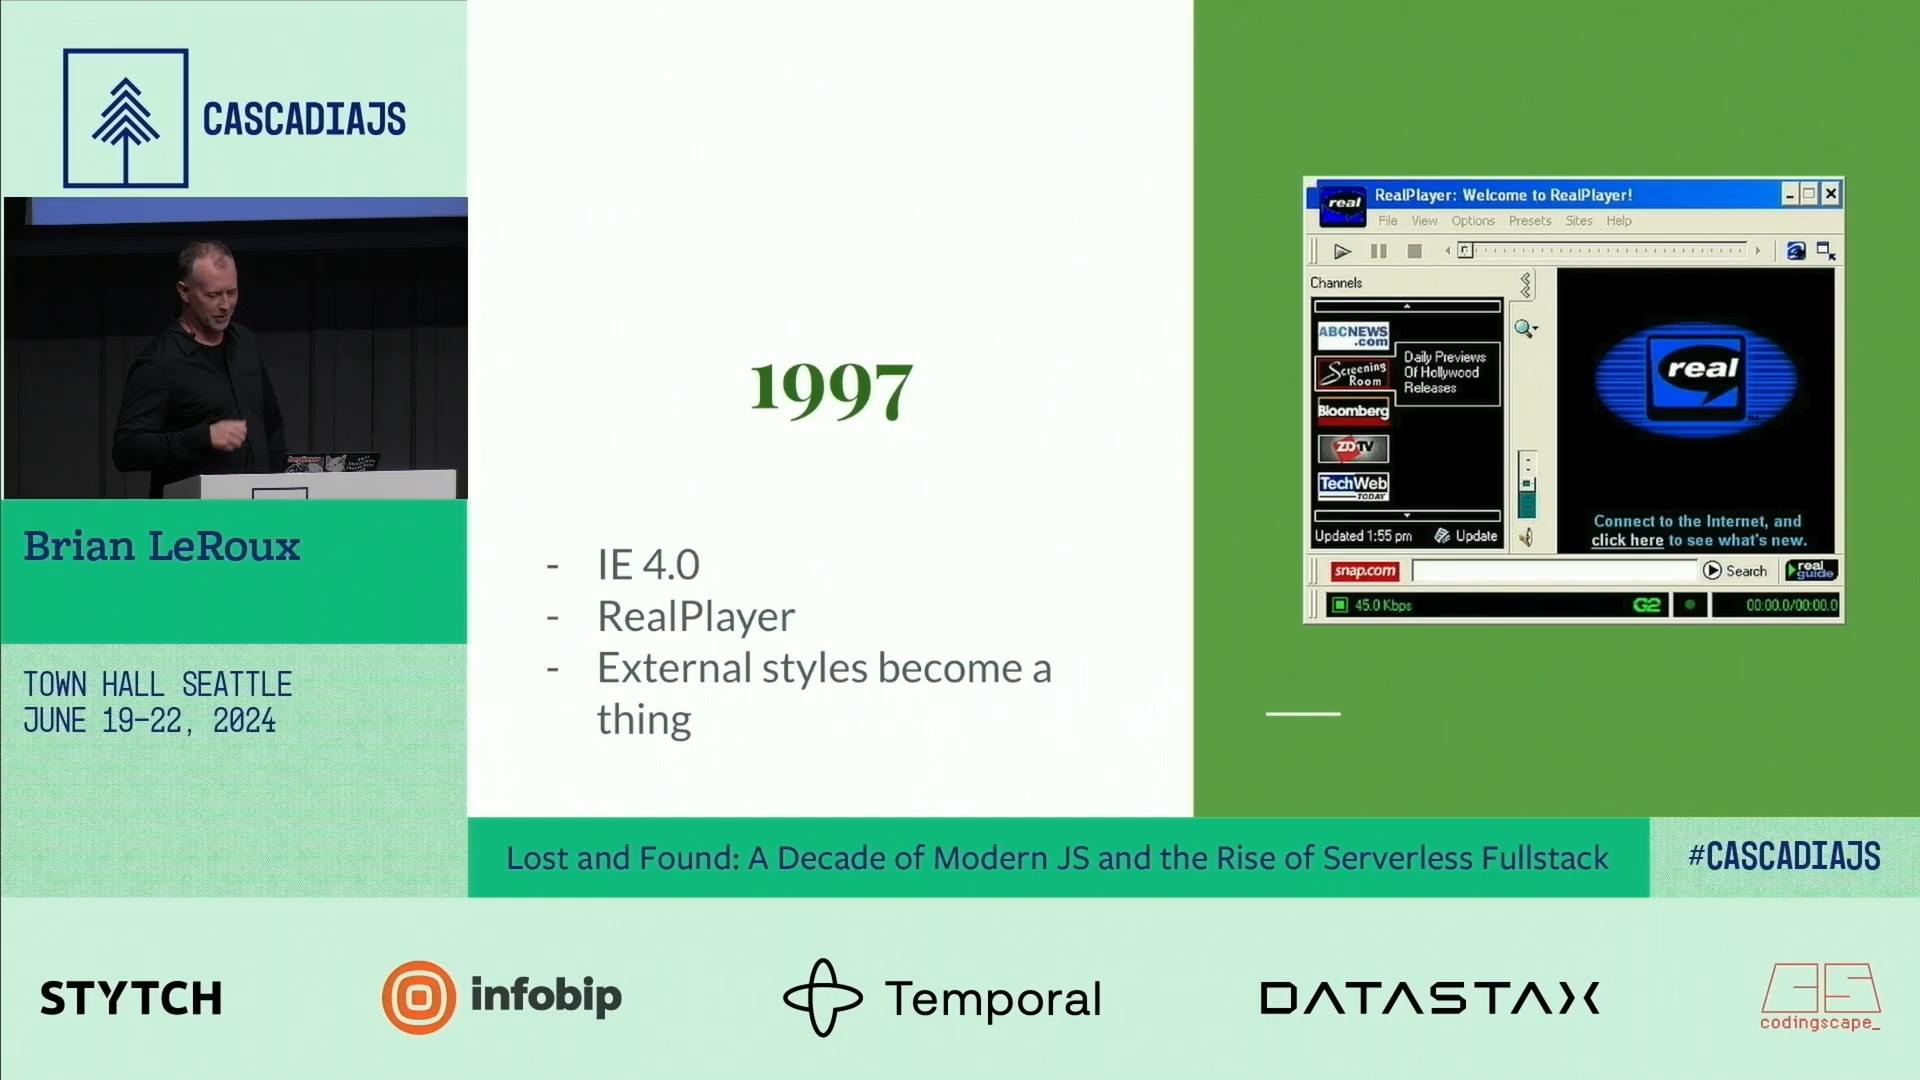 CASCADIAJS
Brian LeRoux
TOWN HALL SEATTLE
JUNE 19-22, 2024
1997
- IE 4.0
- RealPlayer
- External styles become a
thing
real
RealPlayer: Welcome to RealPlayer!
File View Options Presets Sites Help
Channels
ABCNEWS
.com
Screening
Room
Daily Previews
Of Hollywood
Releases
Bloomberg
ZDTV
TechWeb
TODAY
Updated 1:55 pm Update
real
Connect to the Internet, and
click here to see what's new.
snap.com Search real
guide
45.0 Kbps G2 00:00.0/00:00.0
Lost and Found: A Decade of Modern JS and the Rise of Serverless Fullstack
#CASCADIAJS
STYTCH
infobip
Temporal
DATASTAX
codingscape_